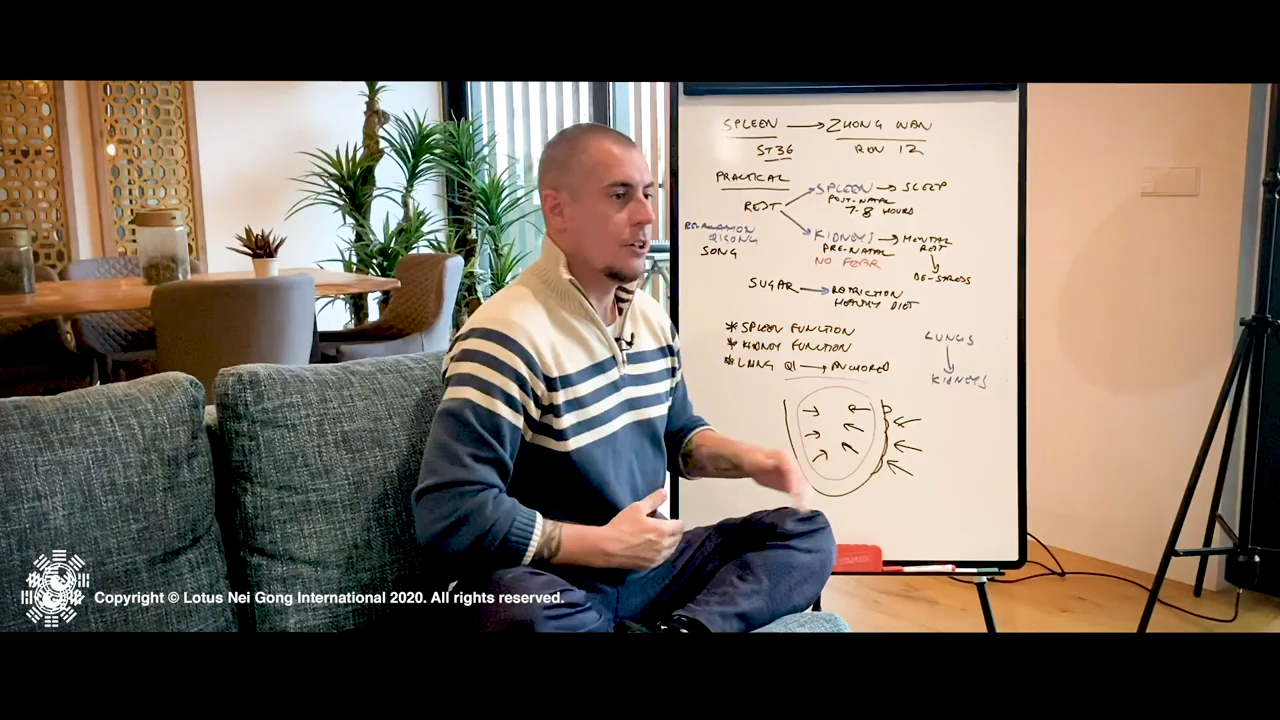 SPLEEN → ZHONG WAN
ST36 REN 12
PRACTICAL
SPLEEN → SLEEP
POST-NATAL
7-8 HOURS
REST
RELAXATION
QIGONG
SONG
KIDNEYS → MENTAL REST
PRE-NATAL
NO FEAR
DE-STRESS
SUGAR → RESTRICTION
HEALTHY DIET
* SPLEEN FUNCTION
* KIDNEY FUNCTION
* LUNG QI → ANCHORED
LUNGS
KIDNEYS
Copyright © Lotus Nei Gong International 2020. All rights reserved.